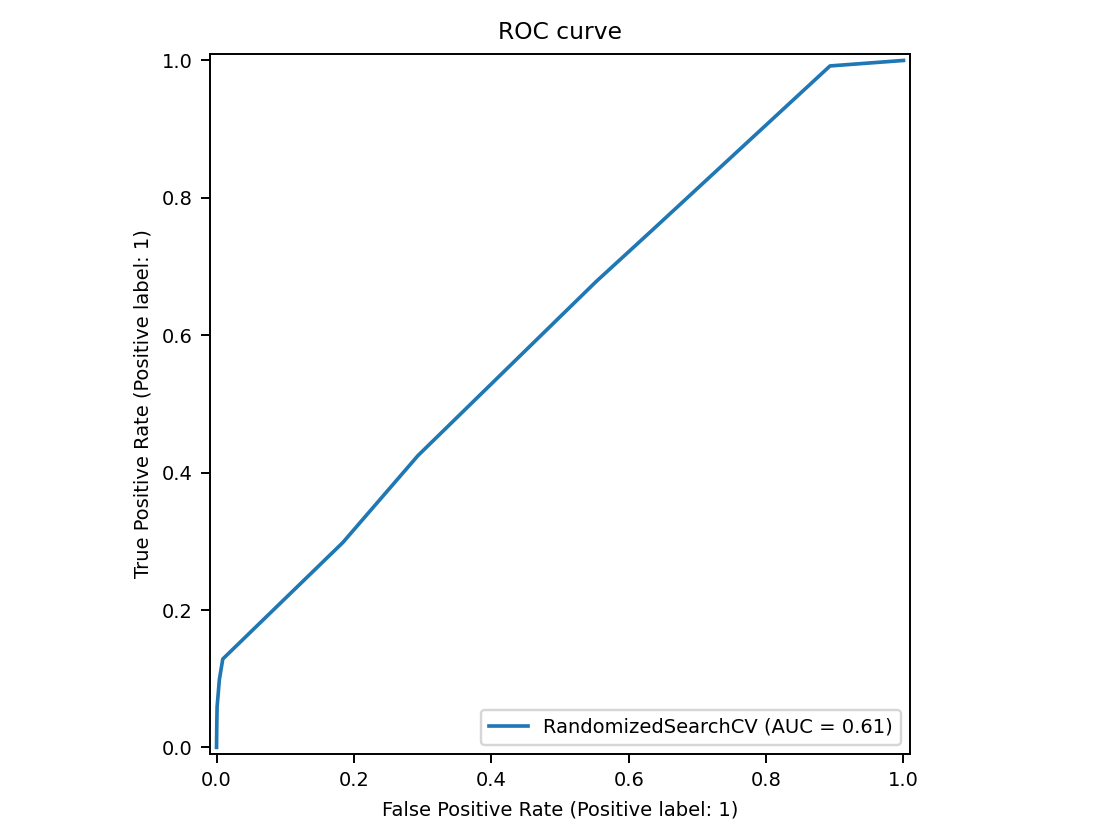 ROC curve
True Positive Rate (Positive label: 1)
1.0
0.8
0.6
0.4
0.2
0.0
RandomizedSearchCV (AUC = 0.61)
0.0 0.2 0.4 0.6 0.8 1.0
False Positive Rate (Positive label: 1)